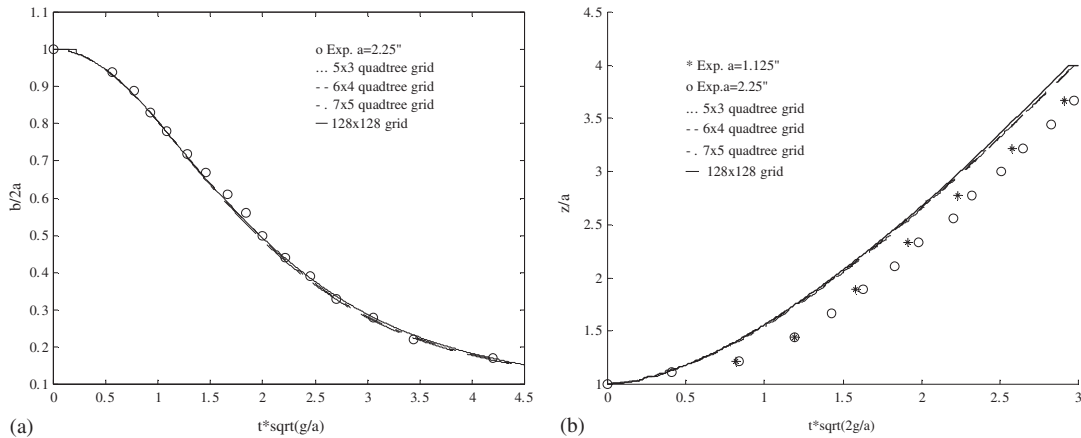 1.1
1
0.9
0.8
0.7
0.6
0.5
0.4
0.3
0.2
0.1
b/2a
o Exp. a=2.25"
... 5x3 quadtree grid
- - 6x4 quadtree grid
- . 7x5 quadtree grid
— 128x128 grid
0 0.5 1 1.5 2 2.5 3 3.5 4 4.5
t*sqrt(g/a)
(a)
4
3.5
3
2.5
2
1.5
1
z/a
* Exp. a=1.125"
o Exp.a=2.25"
... 5x3 quadtree grid
- - 6x4 quadtree grid
- . 7x5 quadtree grid
— 128x128 grid
0 0.5 1 1.5 2 2.5 3
t*sqrt(2g/a)
(b)